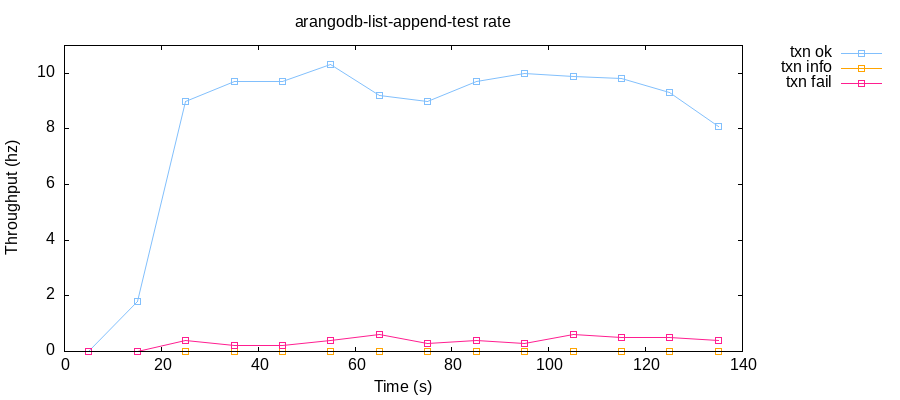 arangodb-list-append-test rate
txn ok
txn info
txn fail
Throughput (hz)
10
8
6
4
2
0
0 20 40 60 80 100 120 140
Time (s)